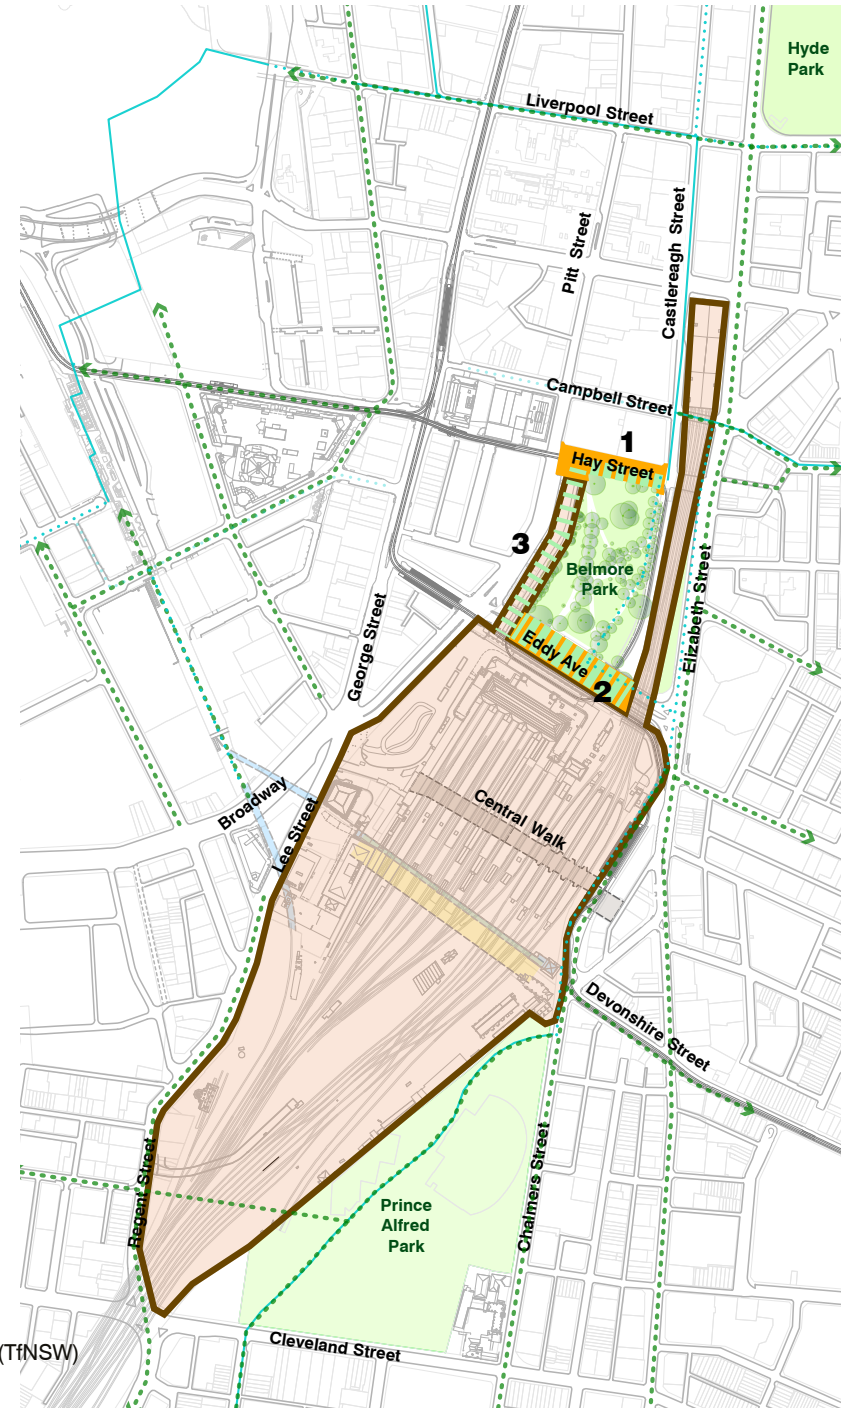 Hyde
Park
Liverpool Street
Pitt Street
Castlereagh Street
Campbell Street
1
Hay Street
3
Belmore
Park
Elizabeth Street
George Street
Eddy Ave
2
Broadway
Lee Street
Central Walk
Devonshire Street
Regent Street
Chalmers Street
Prince
Alfred
Park
Cleveland Street
(TfNSW)